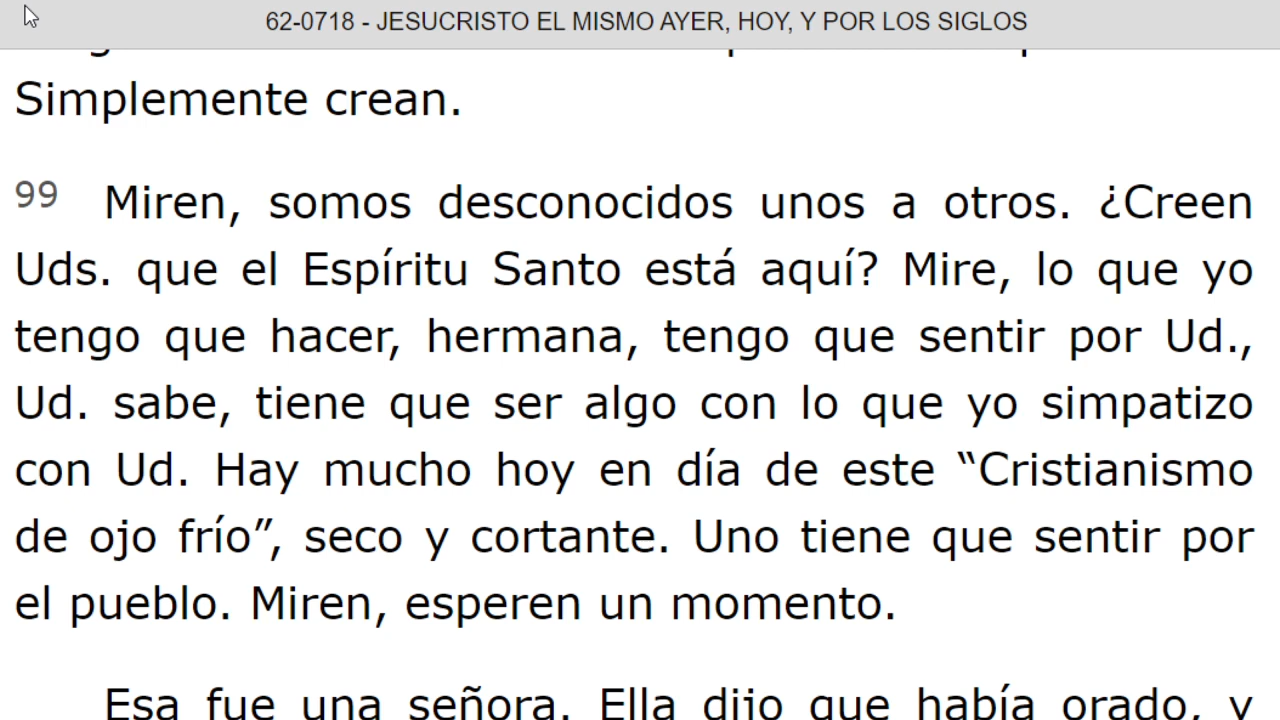 62-0718 - JESUCRISTO EL MISMO AYER, HOY, Y POR LOS SIGLOS
Simplemente crean.
99 Miren, somos desconocidos unos a otros. ¿Creen
Uds. que el Espíritu Santo está aquí? Mire, lo que yo
tengo que hacer, hermana, tengo que sentir por Ud.,
Ud. sabe, tiene que ser algo con lo que yo simpatizo
con Ud. Hay mucho hoy en día de este “Cristianismo
de ojo frío”, seco y cortante. Uno tiene que sentir por
el pueblo. Miren, esperen un momento.
Esa fue una señora. Ella dijo que había orado, y